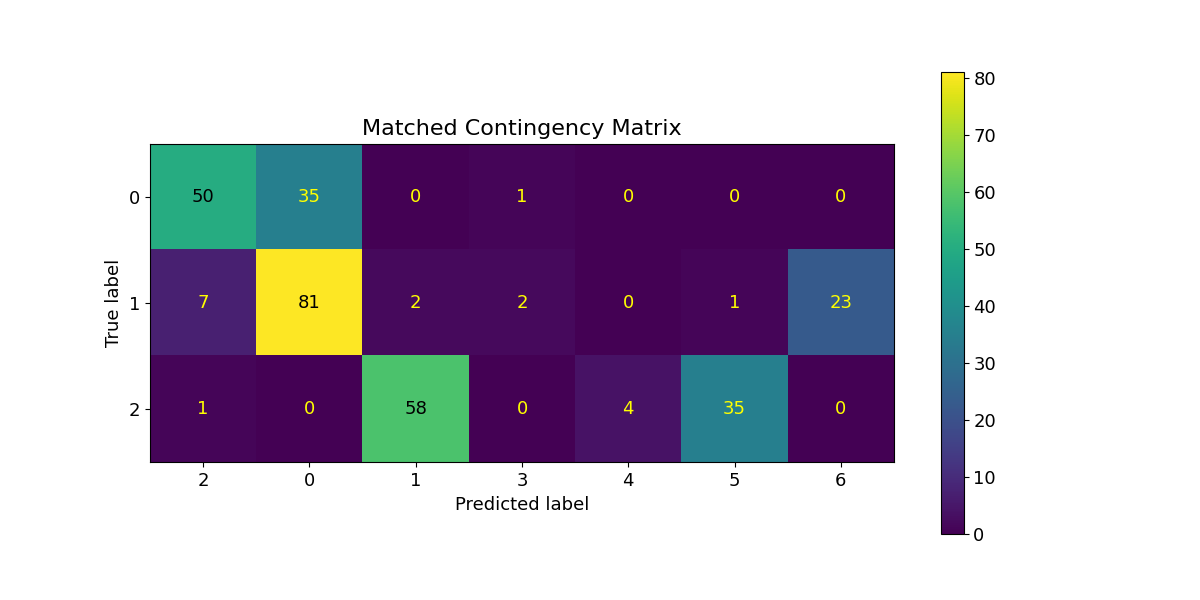 Matched Contingency Matrix
80
70
60
50
40
30
20
10
0
True label
0
50 35 0 1 0 0 0
1
7 81 2 2 0 1 23
2
1 0 58 0 4 35 0
2 0 1 3 4 5 6
Predicted label